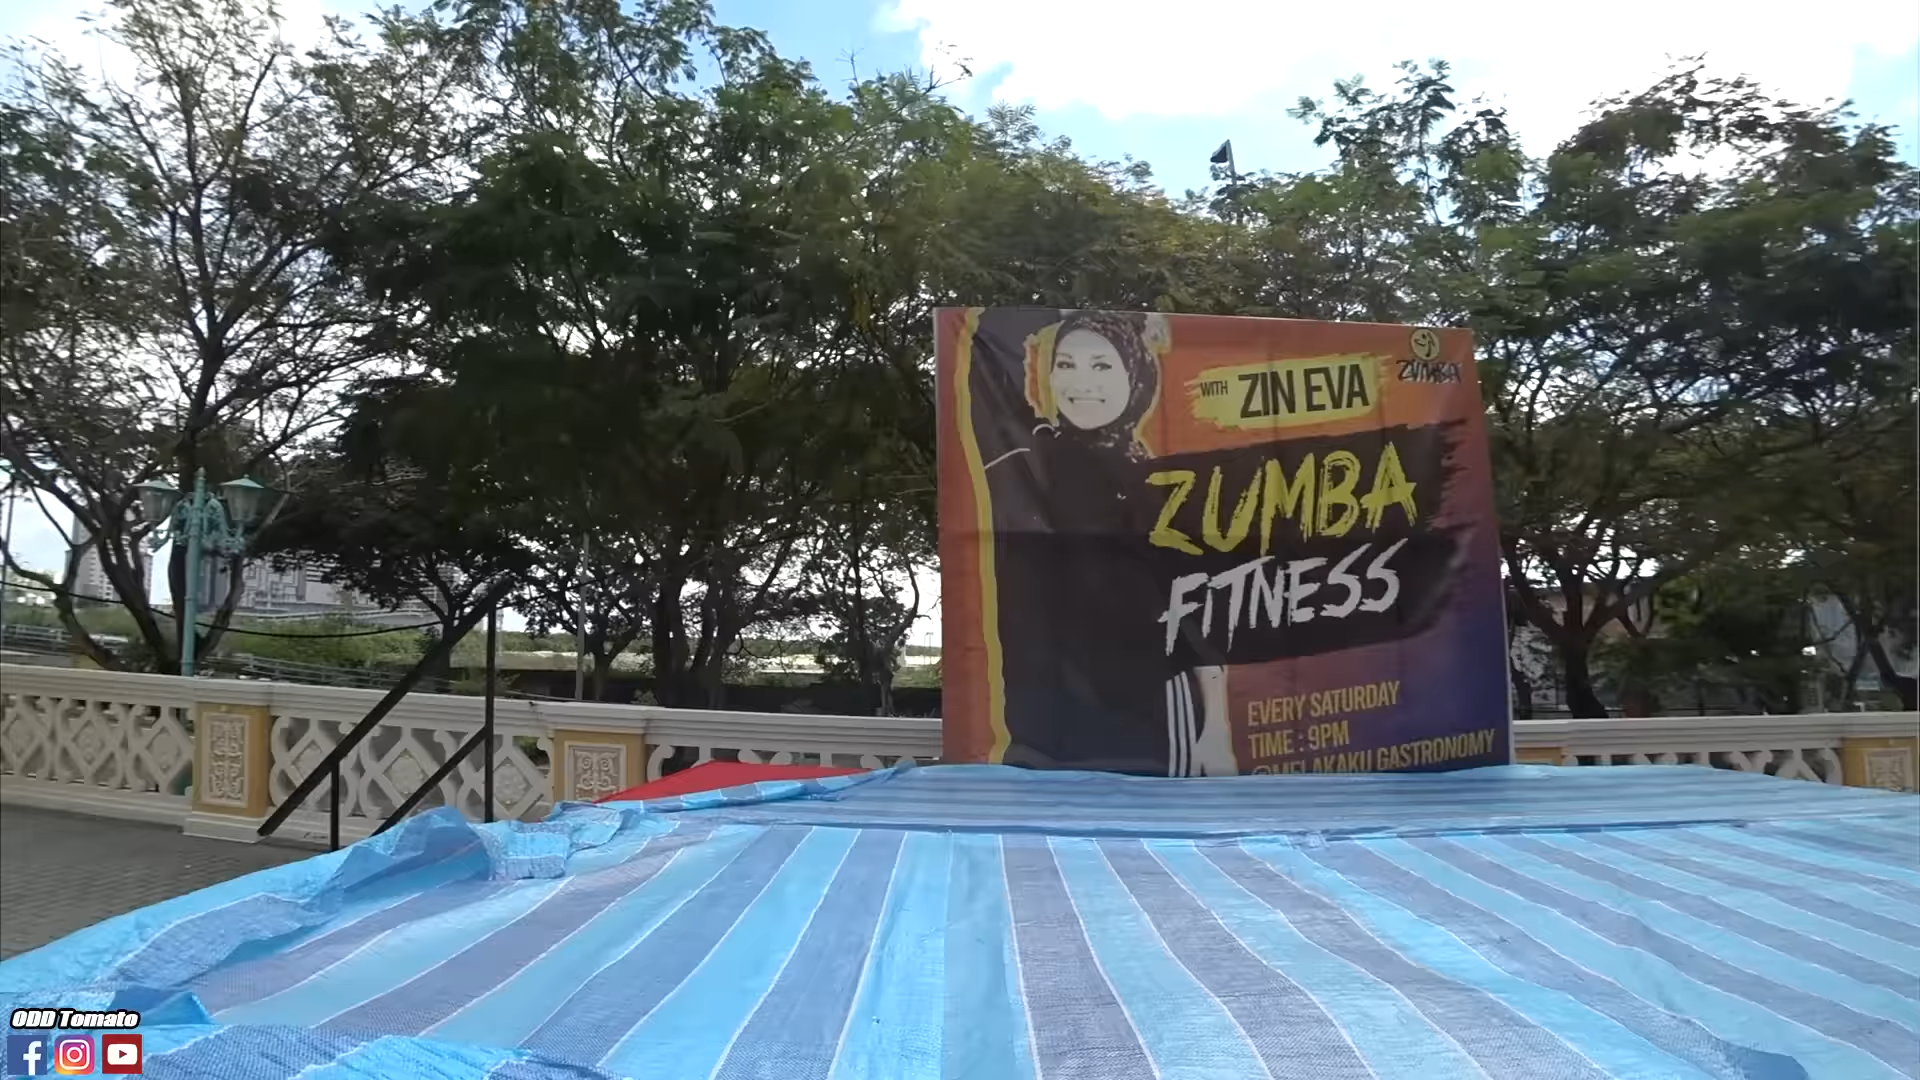 WITH ZIN EVA
ZUMBA
ZUMBA
FITNESS
EVERY SATURDAY
TIME : 9PM
@MELAKAKU GASTRONOMY
ODD Tomato